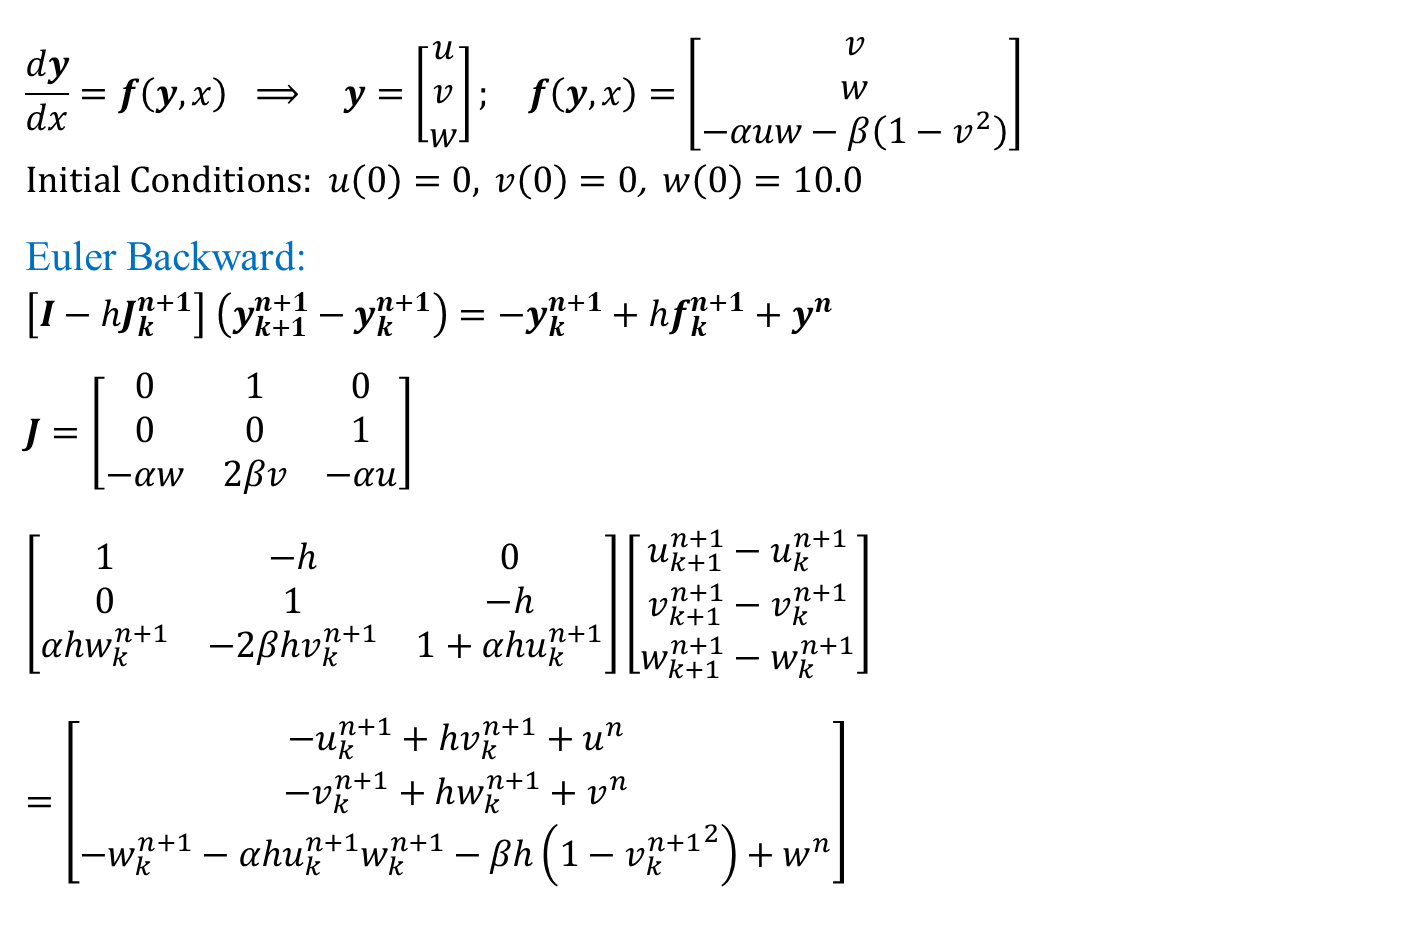 d𝒚/dx = 𝒇(𝒚, x) ⟹ 𝒚 = [u; v; w]; 𝒇(𝒚, x) = [v; w; −αuw − β(1 − v²)]
Initial Conditions: u(0) = 0, v(0) = 0, w(0) = 10.0
Euler Backward:
[𝑰 − h𝑱_k^{n+1}] (𝒚_{k+1}^{n+1} − 𝒚_k^{n+1}) = −𝒚_k^{n+1} + h𝒇_k^{n+1} + 𝒚^n
𝑱 = [0 1 0; 0 0 1; −αw 2βv −αu]
[1 −h 0; 0 1 −h; αhw_k^{n+1} −2βhv_k^{n+1} 1 + αhu_k^{n+1}] [u_{k+1}^{n+1} − u_k^{n+1}; v_{k+1}^{n+1} − v_k^{n+1}; w_{k+1}^{n+1} − w_k^{n+1}]
= [−u_k^{n+1} + hv_k^{n+1} + u^n; −v_k^{n+1} + hw_k^{n+1} + v^n; −w_k^{n+1} − αhu_k^{n+1}w_k^{n+1} − βh(1 − v_k^{n+1}²) + w^n]